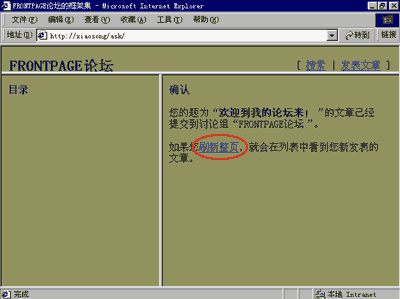 FRONTPAGE论坛的框架集 - Microsoft Internet Explorer
文件(F) 编辑(E) 查看(V) 收藏(A) 工具(T) 帮助(H)
地址(D) http://xiaosong/ask/ 转到 链接
FRONTPAGE论坛 [ 搜索 | 发表文章 ]
目录
确认
您的题为“欢迎到我的论坛来！”的文章已经
提交到讨论组“FRONTPAGE论坛”。
如果您刷新整页，就会在列表中看到您新发表的
文章。
完成 本地 Intranet